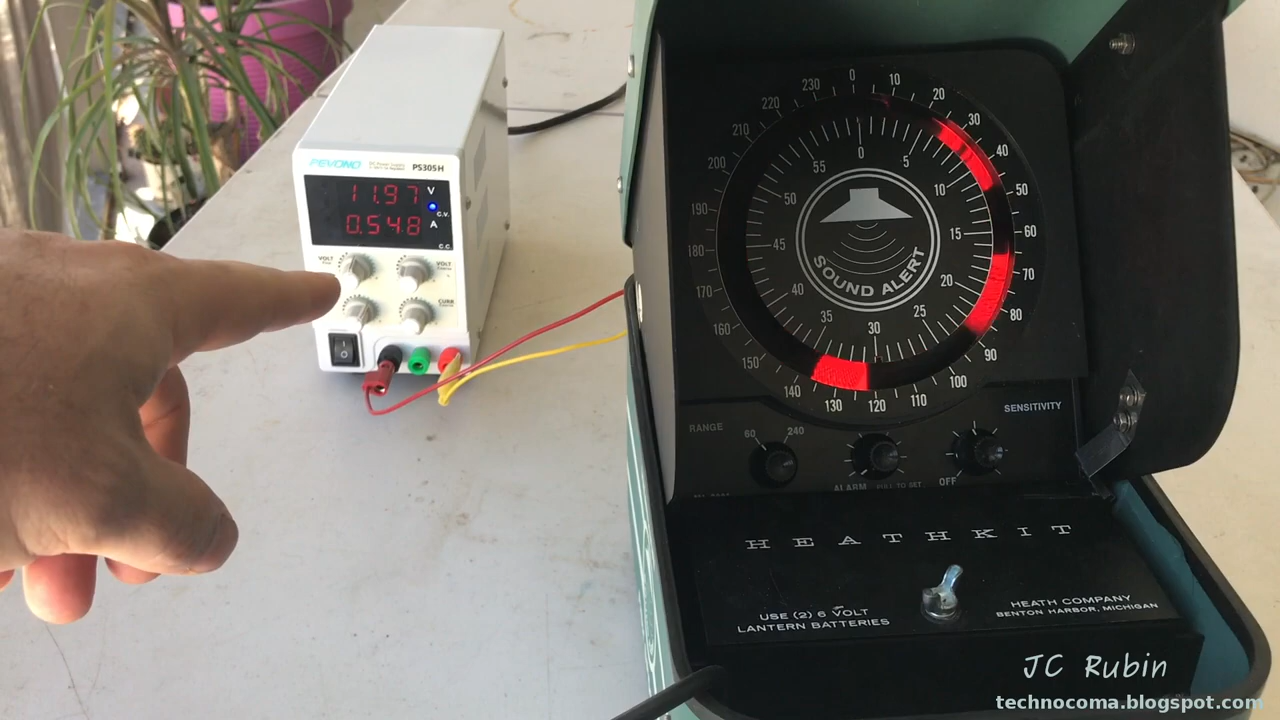 PEVONO
PS305H
11.97 V
C.V.
0.548 A
C.C.
VOLT
VOLT
CURR
0 10 20 30 40 50 60 70 80 90 100 110 120 130 140 150 160 170 180 190 200 210 220 230
0 5 10 15 20 25 30 35 40 45 50 55
SOUND ALERT
RANGE
60 240
ALARM PULL TO SET
SENSITIVITY
OFF
HEATHKIT
USE (2) 6 VOLT
LANTERN BATTERIES
HEATH COMPANY
BENTON HARBOR, MICHIGAN
JC Rubin
technocoma.blogspot.com